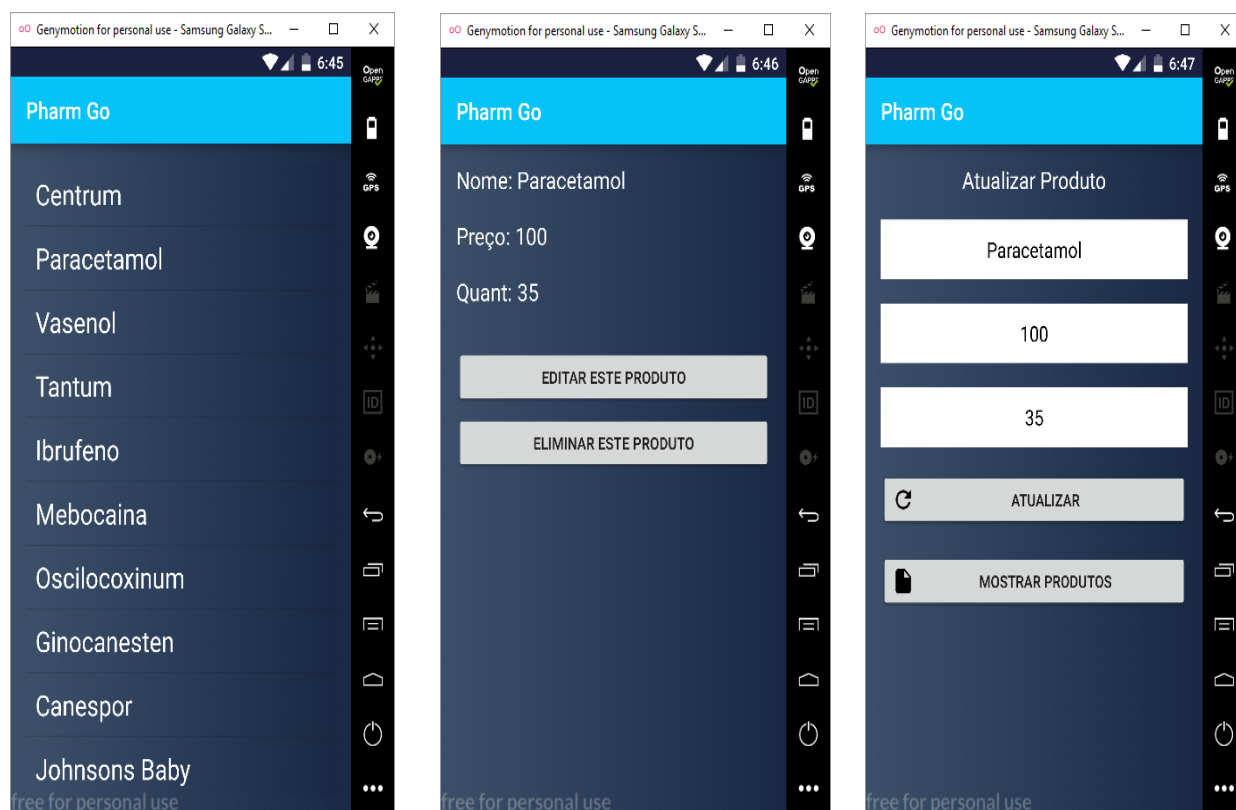 Genymotion for personal use - Samsung Galaxy S...
6:45
Open
GAPPS
Pharm Go
GPS
Centrum
Paracetamol
Vasenol
Tantum
ID
Ibrufeno
Mebocaina
Oscilocoxinum
Ginocanesten
Canespor
Johnsons Baby
free for personal use
Genymotion for personal use - Samsung Galaxy S...
6:46
Open
GAPPS
Pharm Go
GPS
Nome: Paracetamol
Preço: 100
Quant: 35
EDITAR ESTE PRODUTO
ID
ELIMINAR ESTE PRODUTO
free for personal use
Genymotion for personal use - Samsung Galaxy S...
6:47
Open
GAPPS
Pharm Go
GPS
Atualizar Produto
Paracetamol
100
35
ID
ATUALIZAR
MOSTRAR PRODUTOS
free for personal use